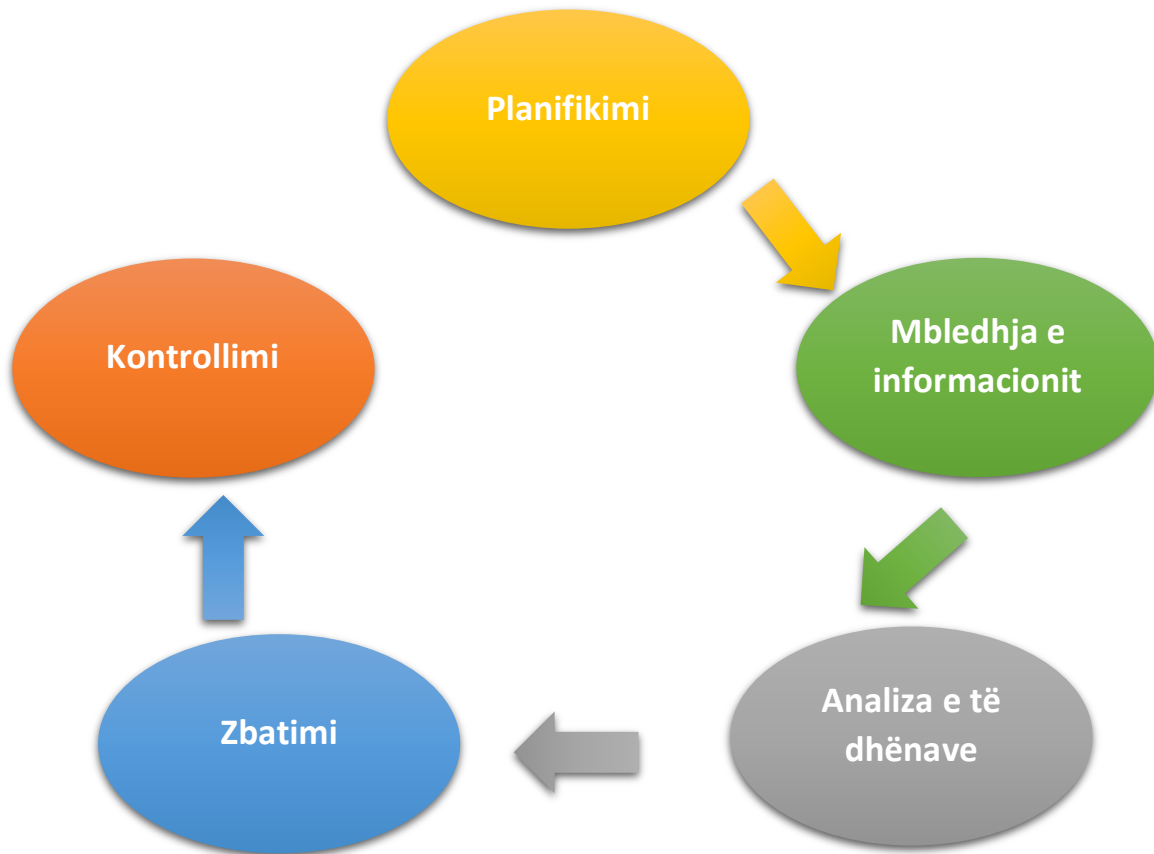 Planifikimi
Mbledhja e
informacionit
Analiza e të
dhënave
Zbatimi
Kontrollimi